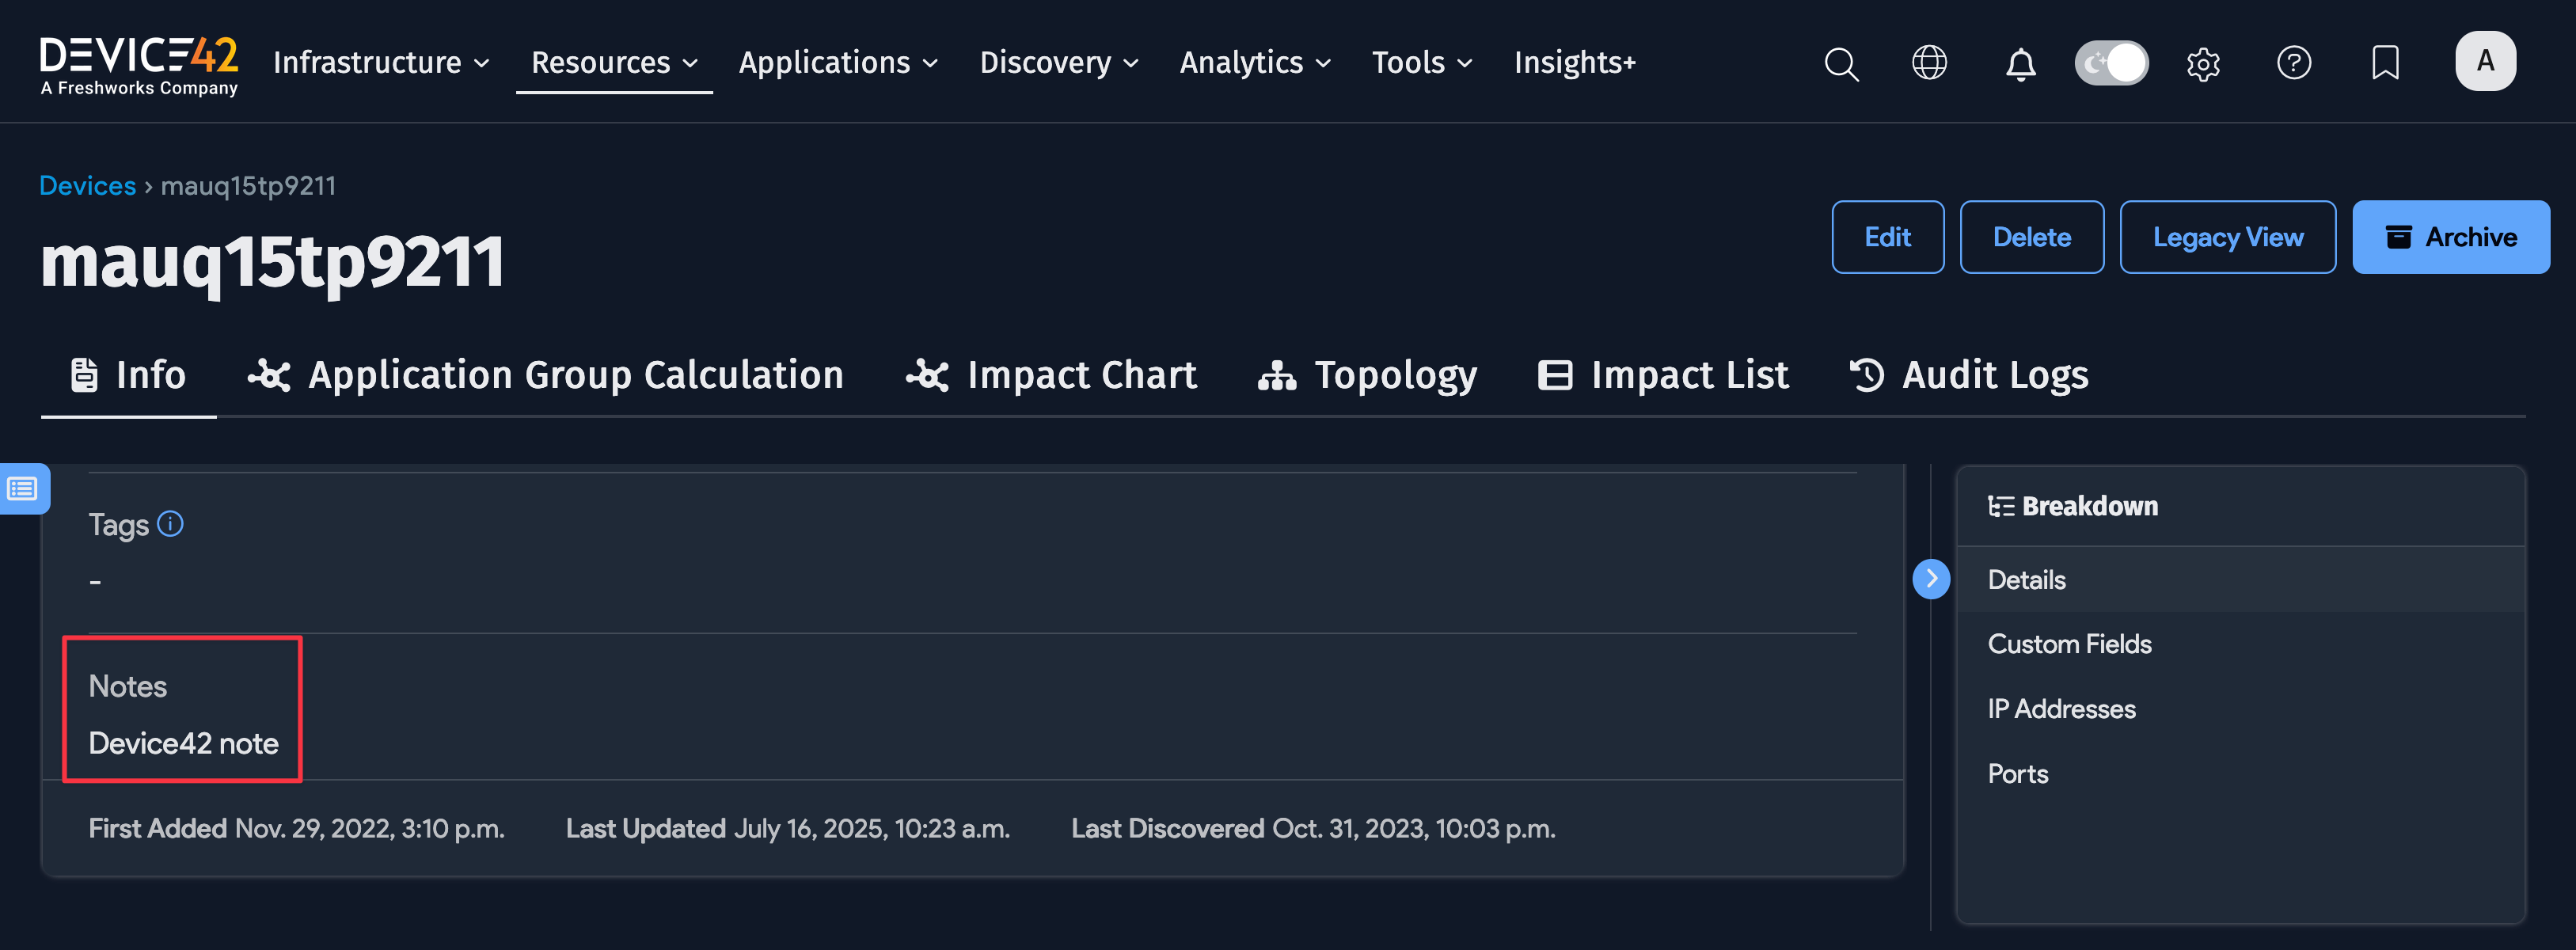 DEVICE42
A Freshworks Company
Infrastructure Resources Applications Discovery Analytics Tools Insights+
A
Devices › mauq15tp9211
mauq15tp9211
Edit Delete Legacy View Archive
Info Application Group Calculation Impact Chart Topology Impact List Audit Logs
Tags
-
Notes
Device42 note
First Added Nov. 29, 2022, 3:10 p.m. Last Updated July 16, 2025, 10:23 a.m. Last Discovered Oct. 31, 2023, 10:03 p.m.
Breakdown
Details
Custom Fields
IP Addresses
Ports